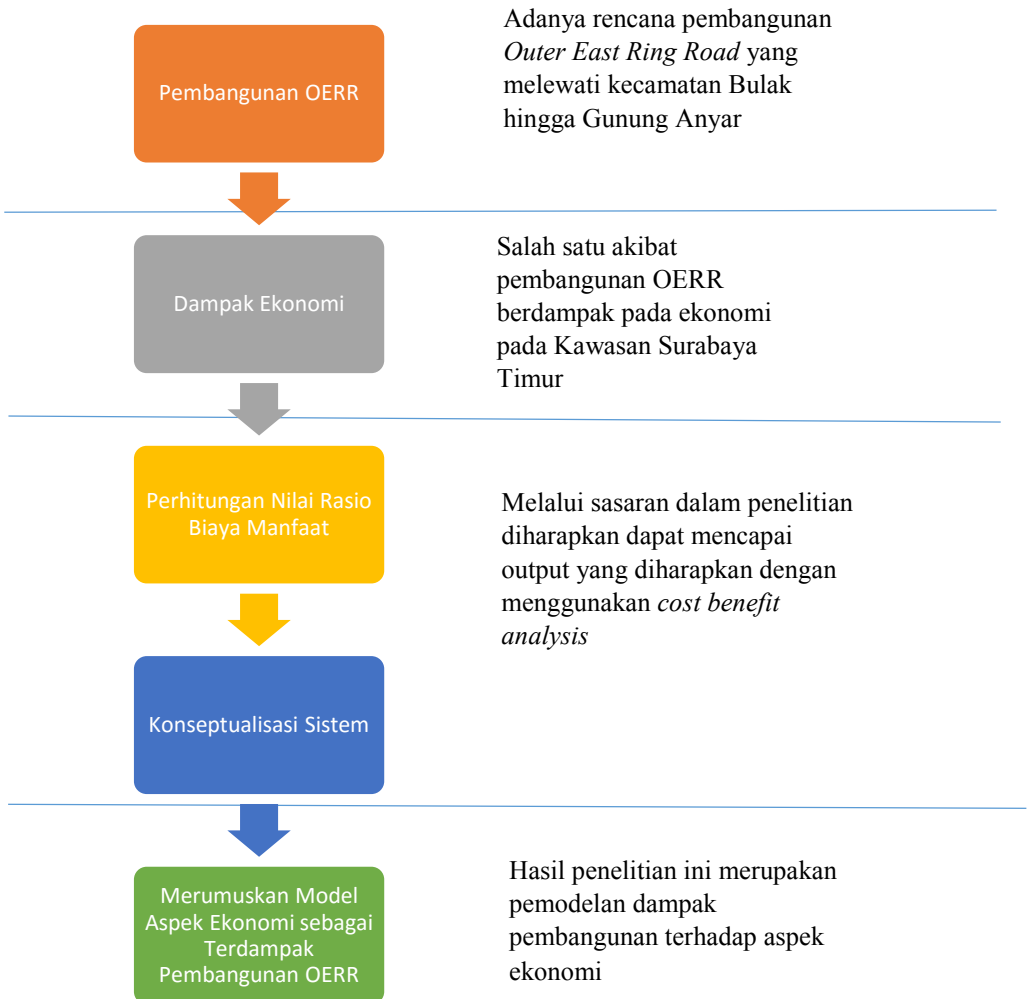 Pembangunan OERR
Adanya rencana pembangunan
Outer East Ring Road yang
melewati kecamatan Bulak
hingga Gunung Anyar
Dampak Ekonomi
Salah satu akibat
pembangunan OERR
berdampak pada ekonomi
pada Kawasan Surabaya
Timur
Perhitungan Nilai Rasio
Biaya Manfaat
Melalui sasaran dalam penelitian
diharapkan dapat mencapai
output yang diharapkan dengan
menggunakan cost benefit
analysis
Konseptualisasi Sistem
Merumuskan Model
Aspek Ekonomi sebagai
Terdampak
Pembangunan OERR
Hasil penelitian ini merupakan
pemodelan dampak
pembangunan terhadap aspek
ekonomi